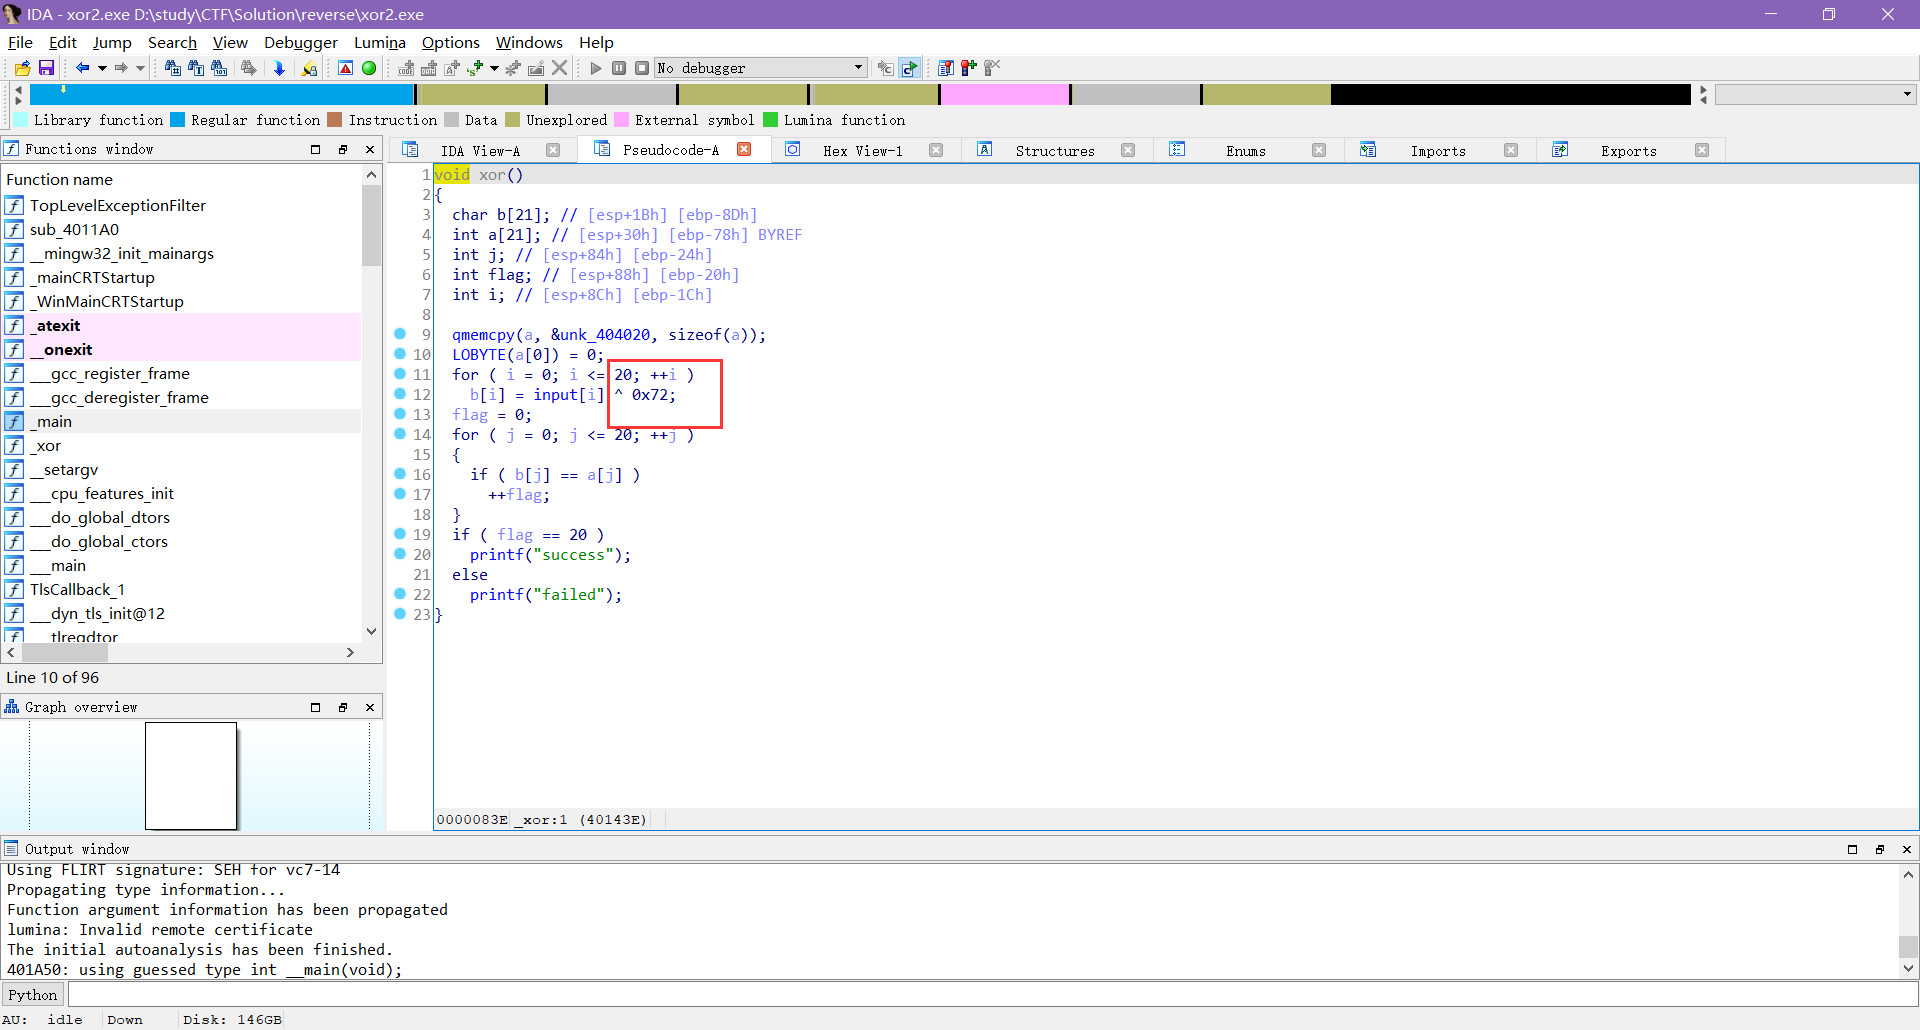 IDA - xor2.exe D:\study\CTF\Solution\reverse\xor2.exe
File Edit Jump Search View Debugger Lumina Options Windows Help
No debugger
Library function Regular function Instruction Data Unexplored External symbol Lumina function
Functions window
Function name
TopLevelExceptionFilter
sub_4011A0
__mingw32_init_mainargs
_mainCRTStartup
_WinMainCRTStartup
_atexit
__onexit
___gcc_register_frame
___gcc_deregister_frame
_main
_xor
__setargv
___cpu_features_init
___do_global_dtors
___do_global_ctors
___main
TlsCallback_1
___dyn_tls_init@12
___tlregdtor
Line 10 of 96
Graph overview
IDA View-A Pseudocode-A Hex View-1 Structures Enums Imports Exports
1 void xor()
2 {
3 char b[21]; // [esp+1Bh] [ebp-8Dh]
4 int a[21]; // [esp+30h] [ebp-78h] BYREF
5 int j; // [esp+84h] [ebp-24h]
6 int flag; // [esp+88h] [ebp-20h]
7 int i; // [esp+8Ch] [ebp-1Ch]
8
9 qmemcpy(a, &unk_404020, sizeof(a));
10 LOBYTE(a[0]) = 0;
11 for ( i = 0; i <= 20; ++i )
12 b[i] = input[i] ^ 0x72;
13 flag = 0;
14 for ( j = 0; j <= 20; ++j )
15 {
16 if ( b[j] == a[j] )
17 ++flag;
18 }
19 if ( flag == 20 )
20 printf("success");
21 else
22 printf("failed");
23 }
0000083E _xor:1 (40143E)
Output window
Using FLIRT signature: SEH for vc7-14
Propagating type information...
Function argument information has been propagated
lumina: Invalid remote certificate
The initial autoanalysis has been finished.
401A50: using guessed type int __main(void);
Python
AU: idle Down Disk: 146GB